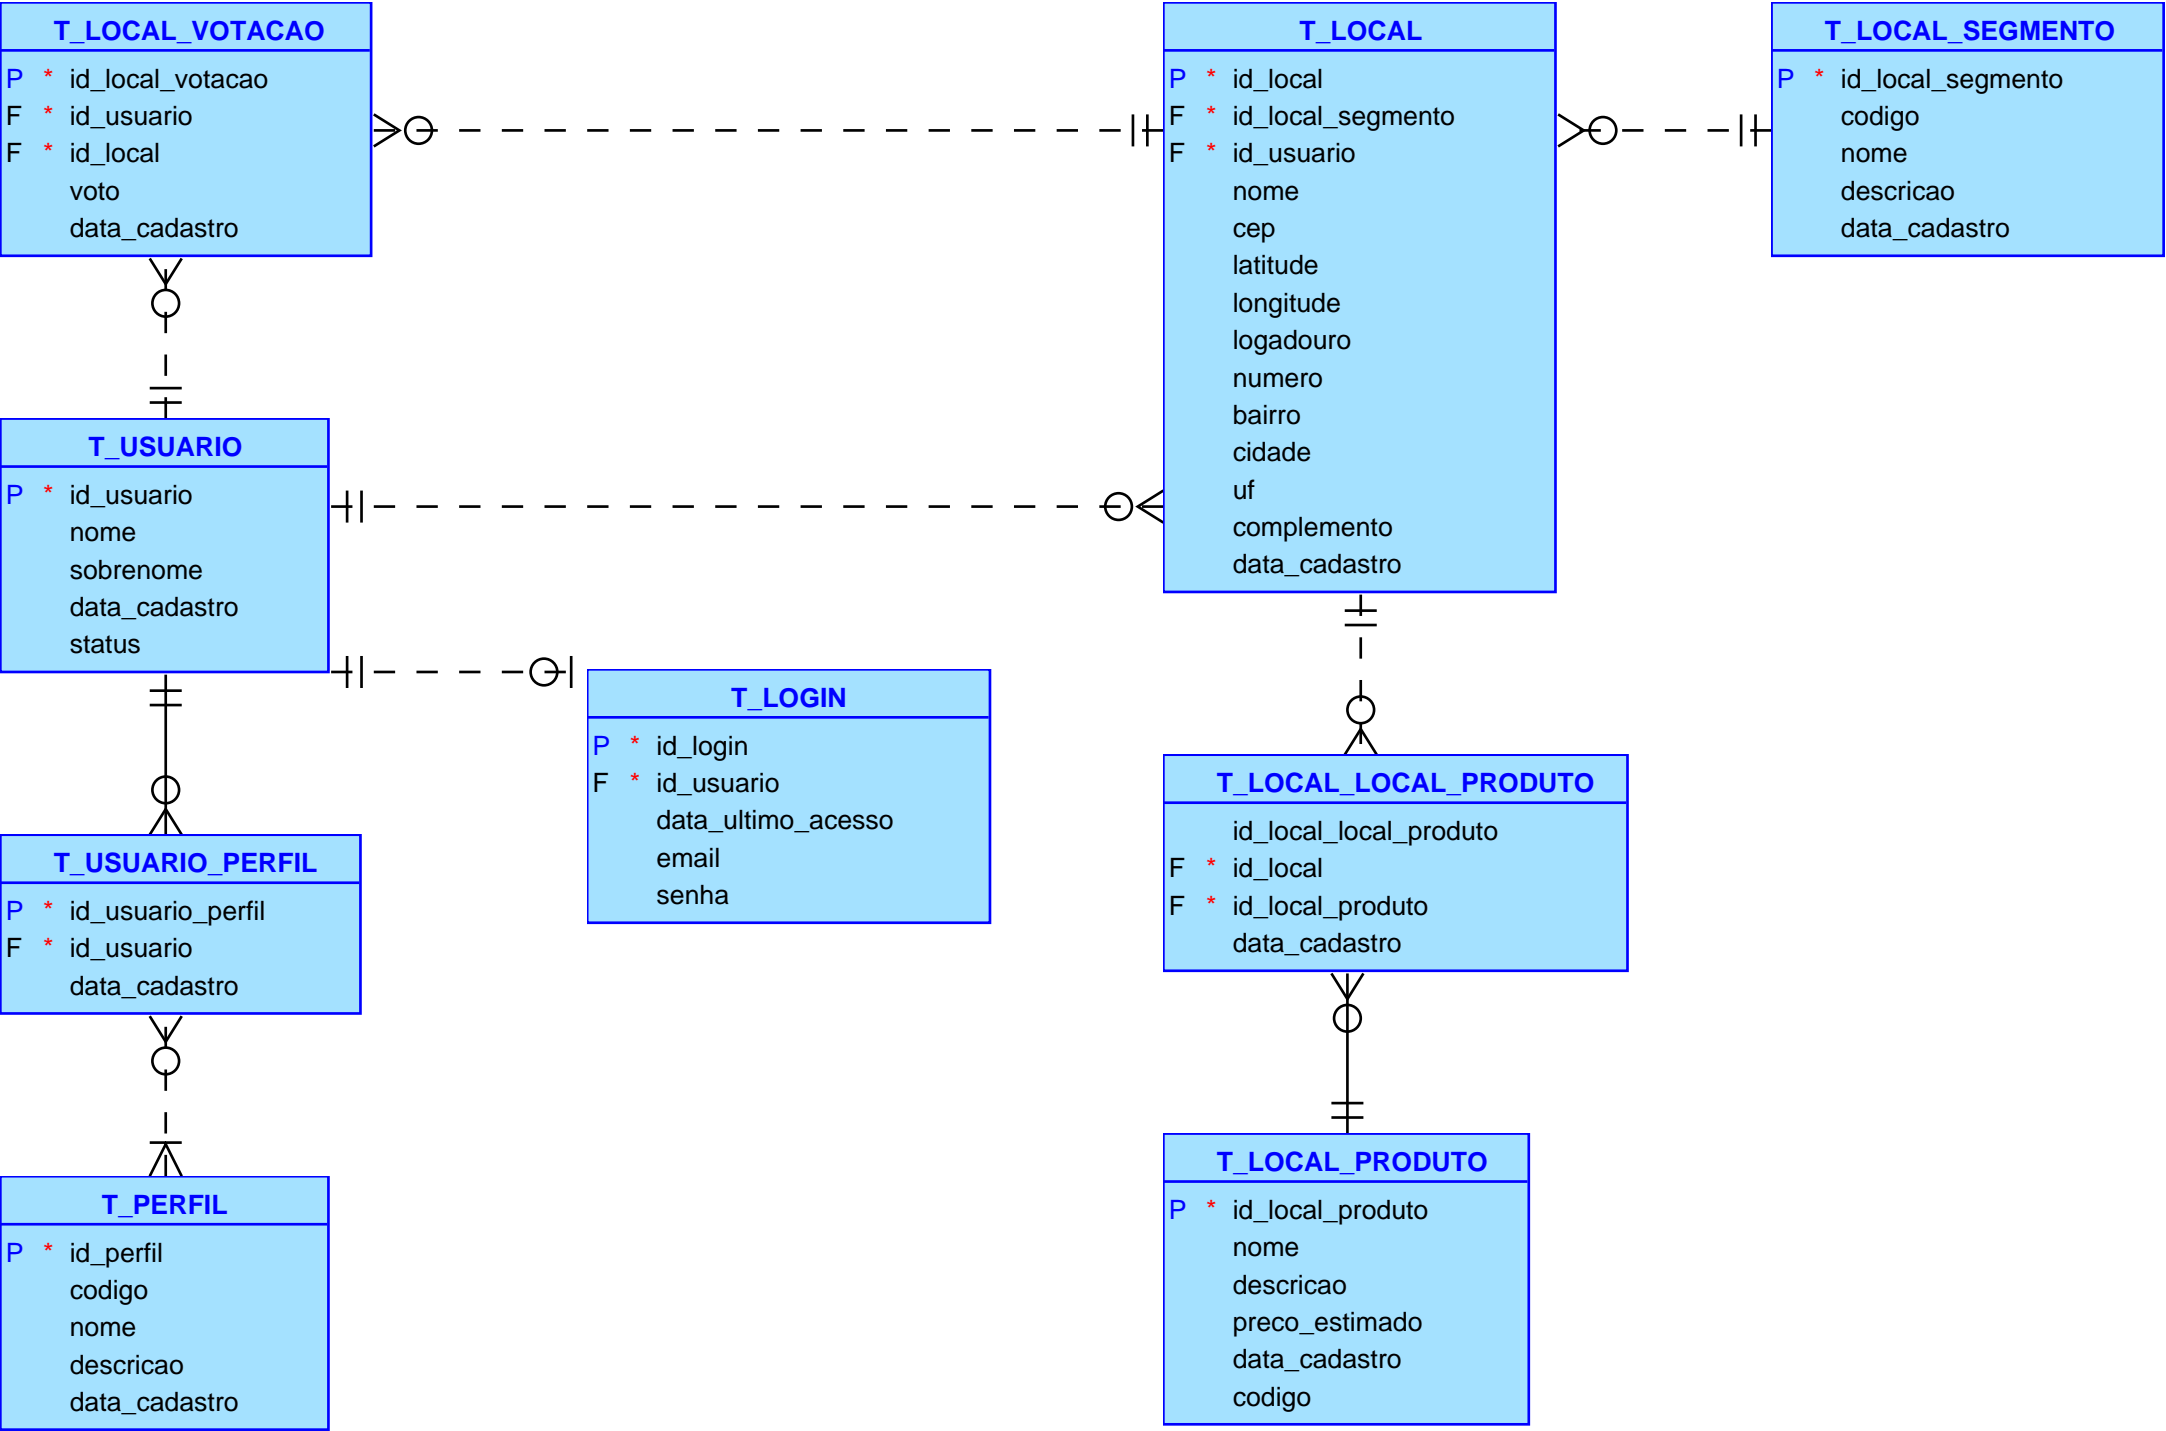 T_LOCAL_VOTACAO
P * id_local_votacao
F * id_usuario
F * id_local
voto
data_cadastro
T_LOCAL
P * id_local
F * id_local_segmento
F * id_usuario
nome
cep
latitude
longitude
logadouro
numero
bairro
cidade
uf
complemento
data_cadastro
T_LOCAL_SEGMENTO
P * id_local_segmento
codigo
nome
descricao
data_cadastro
T_USUARIO
P * id_usuario
nome
sobrenome
data_cadastro
status
T_LOGIN
P * id_login
F * id_usuario
data_ultimo_acesso
email
senha
T_LOCAL_LOCAL_PRODUTO
id_local_local_produto
F * id_local
F * id_local_produto
data_cadastro
T_USUARIO_PERFIL
P * id_usuario_perfil
F * id_usuario
data_cadastro
T_PERFIL
P * id_perfil
codigo
nome
descricao
data_cadastro
T_LOCAL_PRODUTO
P * id_local_produto
nome
descricao
preco_estimado
data_cadastro
codigo